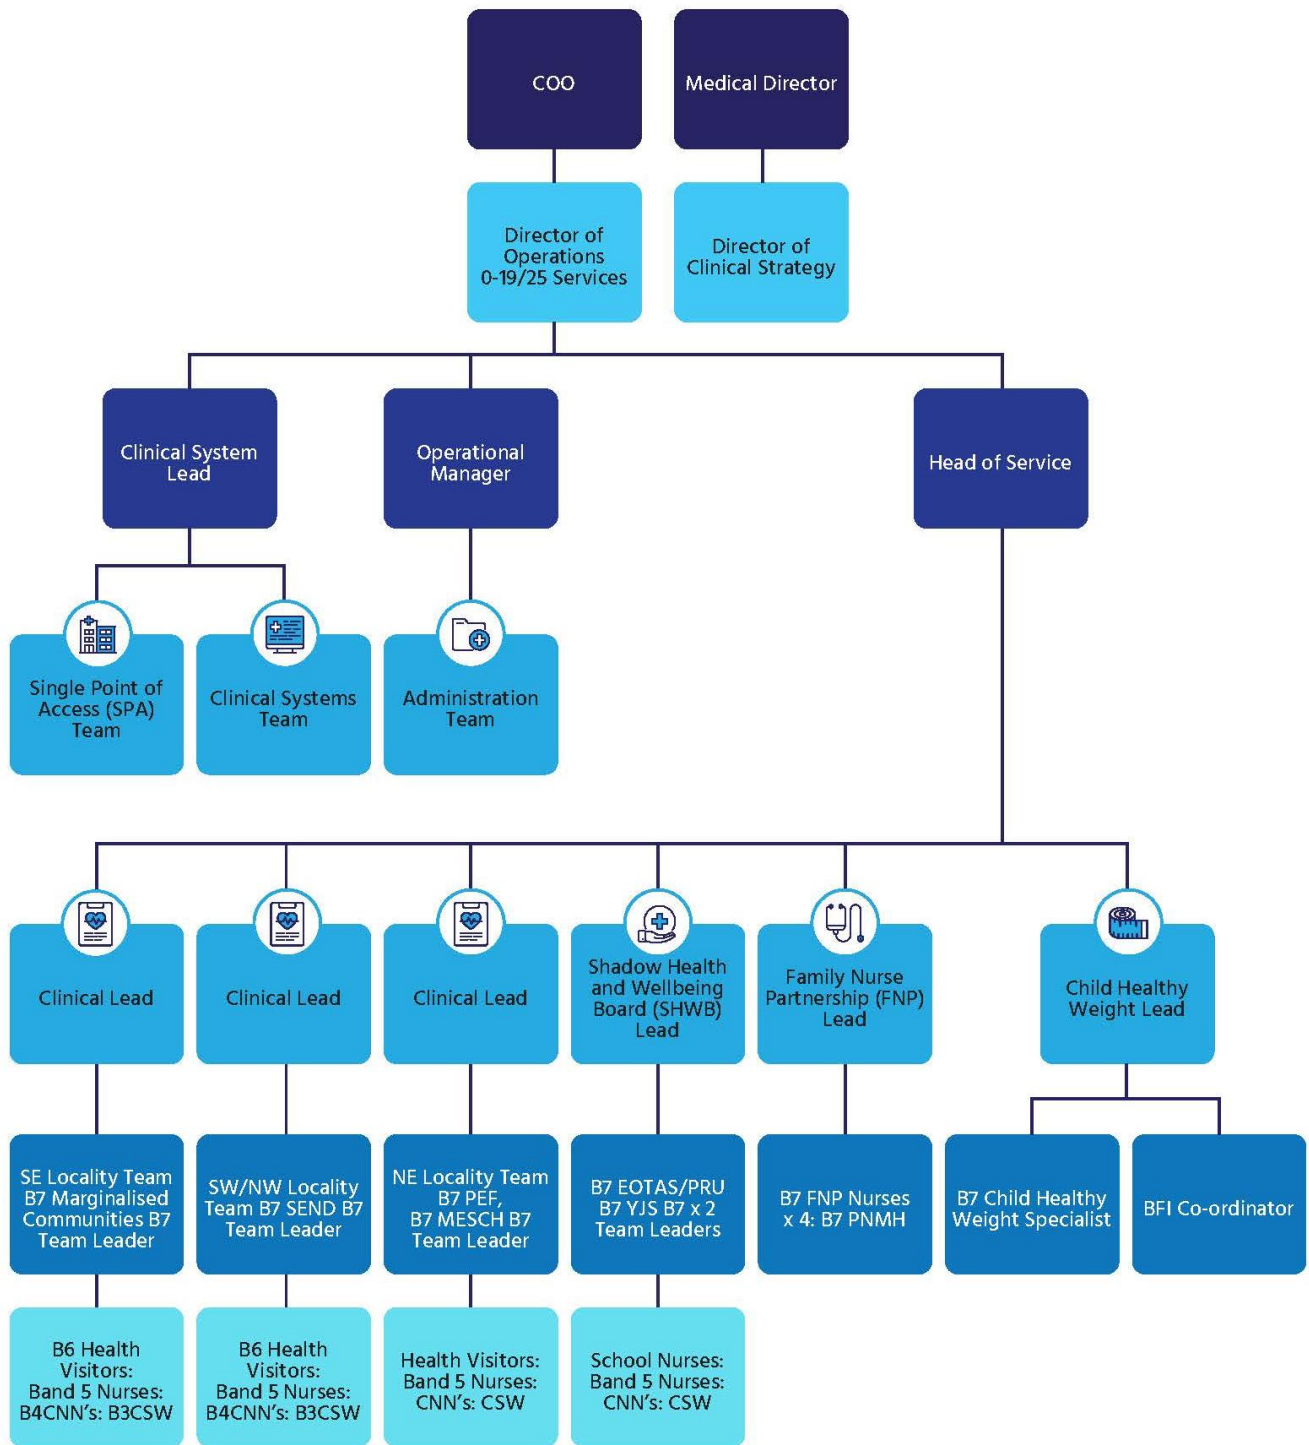 COO
Medical Director
Director of
Operations
0-19/25 Services
Director of
Clinical Strategy
Clinical System
Lead
Operational
Manager
Head of Service
Single Point of
Access (SPA)
Team
Clinical Systems
Team
Administration
Team
Clinical Lead
Clinical Lead
Clinical Lead
Shadow Health
and Wellbeing
Board (SHWB)
Lead
Family Nurse
Partnership (FNP)
Lead
Child Healthy
Weight Lead
SE Locality Team
B7 Marginalised
Communities B7
Team Leader
SW/NW Locality
Team B7 SEND B7
Team Leader
NE Locality Team
B7 PEF,
B7 MESCH B7
Team Leader
B7 EOTAS/PRU
B7 YJS B7 x 2
Team Leaders
B7 FNP Nurses
x 4: B7 PNMH
B7 Child Healthy
Weight Specialist
BFI Co-ordinator
B6 Health
Visitors:
Band 5 Nurses:
B4CNN’s: B3CSW
B6 Health
Visitors:
Band 5 Nurses:
B4CNN’s: B3CSW
Health Visitors:
Band 5 Nurses:
CNN’s: CSW
School Nurses:
Band 5 Nurses:
CNN’s: CSW